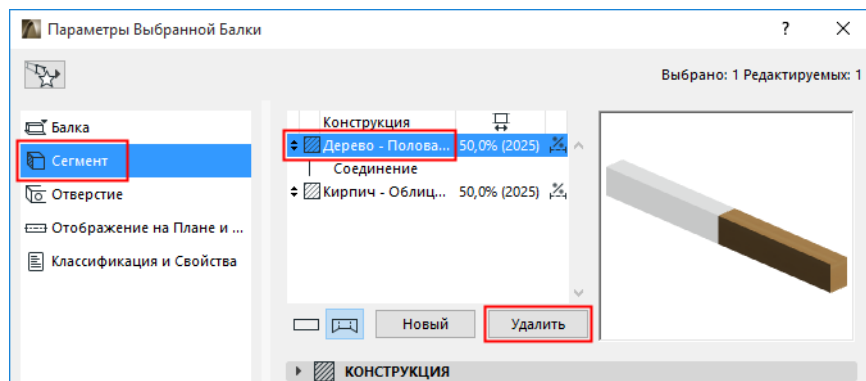 Параметры Выбранной Балки
Выбрано: 1 Редактируемых: 1
Балка
Сегмент
Отверстие
Отображение на Плане и ...
Классификация и Свойства
Конструкция
Дерево - Полова... 50,0% (2025)
Соединение
Кирпич - Облиц... 50,0% (2025)
Новый
Удалить
КОНСТРУКЦИЯ